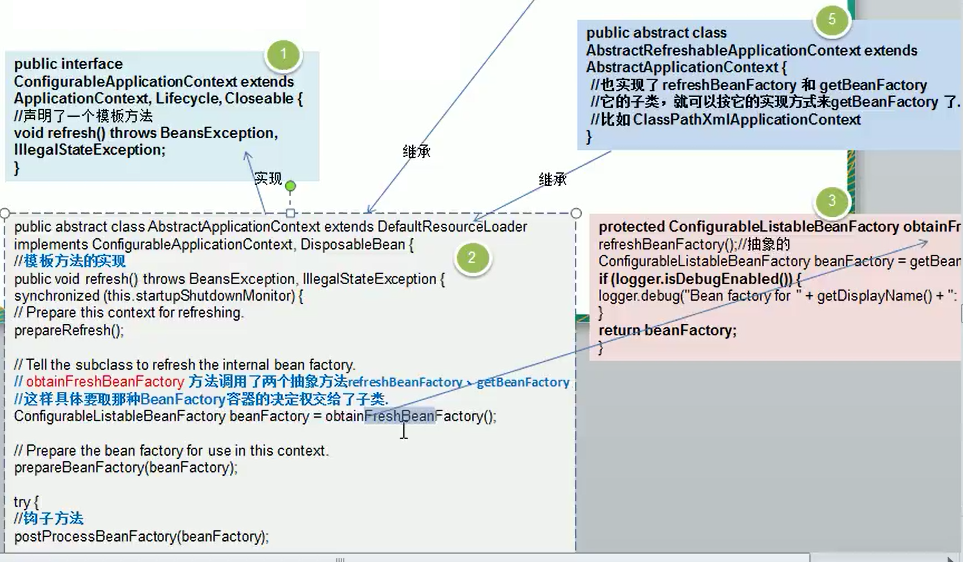 1
public interface
ConfigurableApplicationContext extends
ApplicationContext, Lifecycle, Closeable {
//声明了一个模板方法
void refresh() throws BeansException,
IllegalStateException;
}
实现
继承
继承
5
public abstract class
AbstractRefreshableApplicationContext extends
AbstractApplicationContext {
//也实现了 refreshBeanFactory 和 getBeanFactory
//它的子类，就可以按它的实现方式来getBeanFactory 了.
//比如 ClassPathXmlApplicationContext
}
2
public abstract class AbstractApplicationContext extends DefaultResourceLoader
implements ConfigurableApplicationContext, DisposableBean {
//模板方法的实现
public void refresh() throws BeansException, IllegalStateException {
synchronized (this.startupShutdownMonitor) {
// Prepare this context for refreshing.
prepareRefresh();
// Tell the subclass to refresh the internal bean factory.
// obtainFreshBeanFactory 方法调用了两个抽象方法refreshBeanFactory、getBeanFactory
//这样具体要取那种BeanFactory容器的决定权交给了子类.
ConfigurableListableBeanFactory beanFactory = obtainFreshBeanFactory();
// Prepare the bean factory for use in this context.
prepareBeanFactory(beanFactory);
try {
//钩子方法
postProcessBeanFactory(beanFactory);
3
protected ConfigurableListableBeanFactory obtainFr
refreshBeanFactory();//抽象的
ConfigurableListableBeanFactory beanFactory = getBean
if (logger.isDebugEnabled()) {
logger.debug("Bean factory for " + getDisplayName() + ":
}
return beanFactory;
}